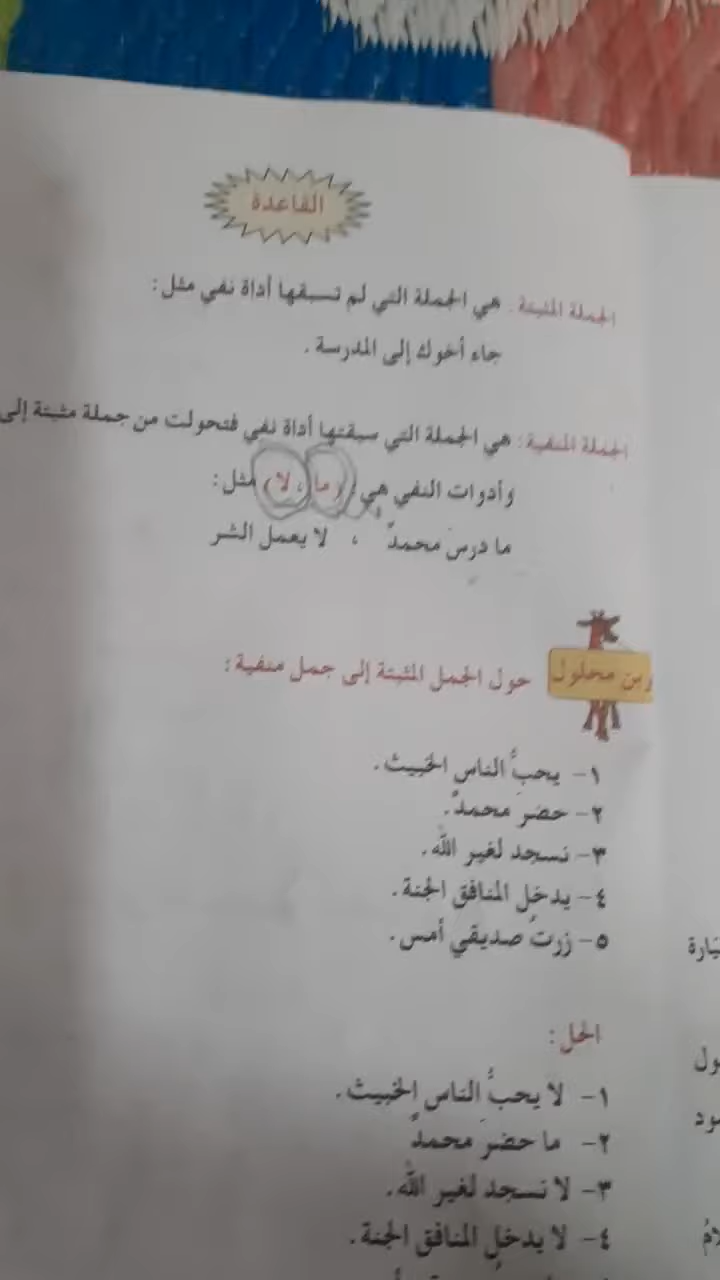 القاعدة
الجملة المثبتة : هي الجملة التي لم تسبقها أداة نفي مثل :
جاء أخوك إلى المدرسة .
الجملة المنفية : هي الجملة التي سبقتها أداة نفي فتحولت من جملة مثبتة إلى
وأدوات النفي هي : ( ما ، لا ) مثل :
ما درسَ محمدٌ ، لا يعمل الشر
محلول
حول الجمل المثبتة إلى جمل منفية :
١- يحبُّ الناس الخبيث .
٢- حضرَ محمدٌ.
٣- نسجد لغير الله.
٤- يدخل المنافق الجنة .
٥- زرتُ صديقي أمس.
الحل :
١- لا يحبُّ الناس الخبيث .
٢- ما حضرَ محمدٌ
٣- لا نسجد لغير الله.
٤- لا يدخل المنافق الجنة .